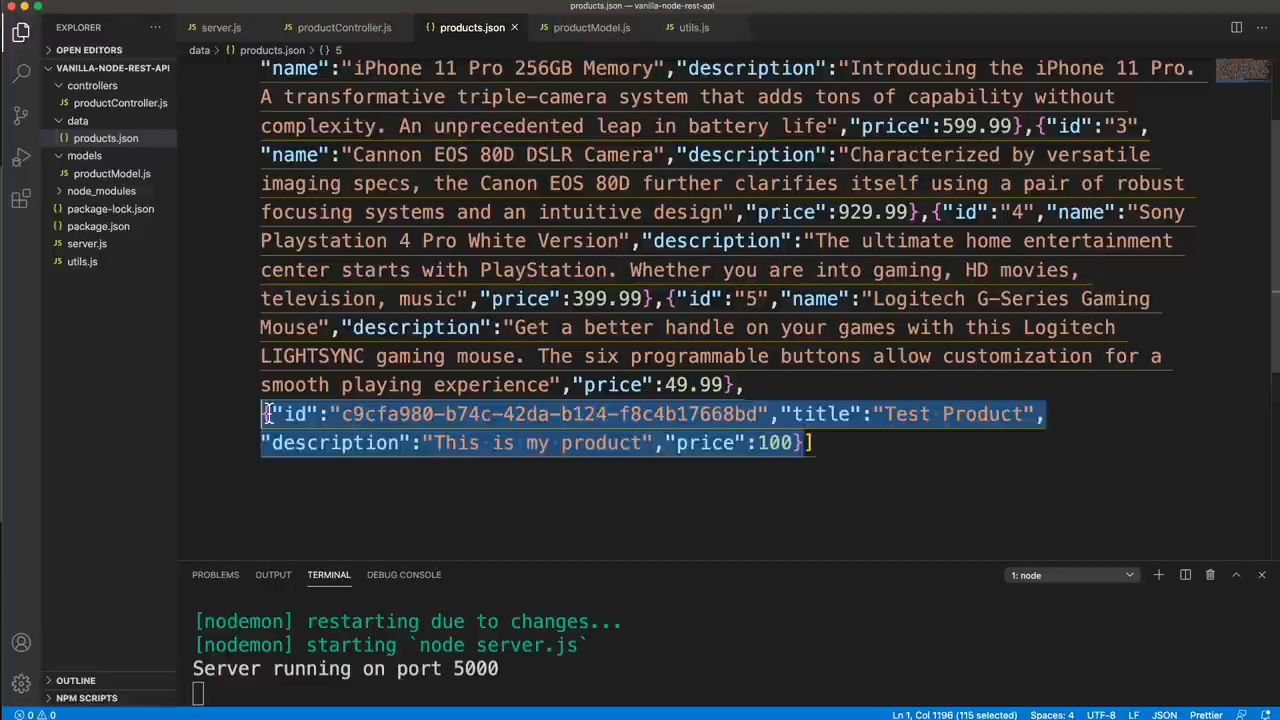 products.json — vanilla-node-rest-api
EXPLORER
···
JS server.js
JS productController.js
{} products.json ×
JS productModel.js
JS utils.js
···
OPEN EDITORS
VANILLA-NODE-REST-API
controllers
JS productController.js
data
{} products.json
models
JS productModel.js
node_modules
{} package-lock.json
{} package.json
JS server.js
JS utils.js
OUTLINE
NPM SCRIPTS
data > {} products.json > {} 5
"name":"iPhone 11 Pro 256GB Memory","description":"Introducing the iPhone 11 Pro.
A transformative triple-camera system that adds tons of capability without
complexity. An unprecedented leap in battery life","price":599.99},{"id":"3",
"name":"Cannon EOS 80D DSLR Camera","description":"Characterized by versatile
imaging specs, the Canon EOS 80D further clarifies itself using a pair of robust
focusing systems and an intuitive design","price":929.99},{"id":"4","name":"Sony
Playstation 4 Pro White Version","description":"The ultimate home entertainment
center starts with PlayStation. Whether you are into gaming, HD movies,
television, music","price":399.99},{"id":"5","name":"Logitech G-Series Gaming
Mouse","description":"Get a better handle on your games with this Logitech
LIGHTSYNC gaming mouse. The six programmable buttons allow customization for a
smooth playing experience","price":49.99},
{"id":"c9cfa980-b74c-42da-b124-f8c4b17668bd","title":"Test Product",
"description":"This is my product","price":100}]
PROBLEMS OUTPUT TERMINAL DEBUG CONSOLE
1: node
[nodemon] restarting due to changes...
[nodemon] starting `node server.js`
Server running on port 5000
0 0
Ln 1, Col 1196 (115 selected) Spaces: 4 UTF-8 LF JSON Prettier